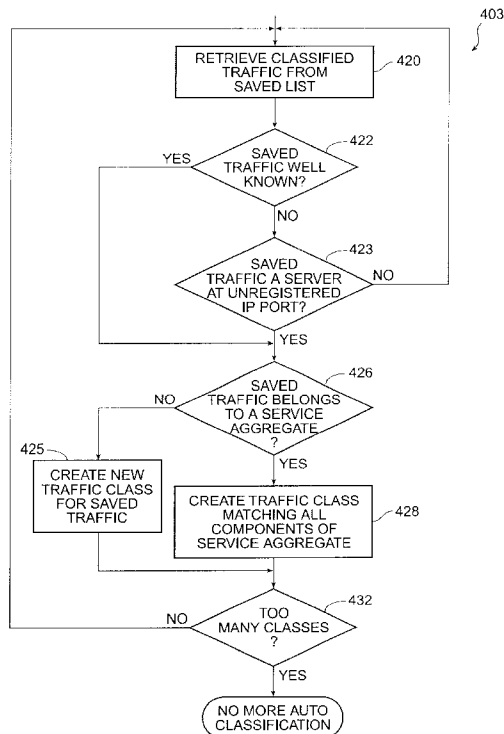 403
RETRIEVE CLASSIFIED
TRAFFIC FROM
SAVED LIST
420
422
YES
SAVED
TRAFFIC WELL
KNOWN?
NO
423
SAVED
TRAFFIC A SERVER
AT UNREGISTERED
IP PORT?
NO
YES
426
SAVED
TRAFFIC BELONGS
TO A SERVICE
AGGREGATE
?
NO
YES
425
CREATE NEW
TRAFFIC CLASS
FOR SAVED
TRAFFIC
CREATE TRAFFIC CLASS
MATCHING ALL
COMPONENTS OF
SERVICE AGGREGATE
428
432
NO
TOO
MANY CLASSES
?
YES
NO MORE AUTO
CLASSIFICATION